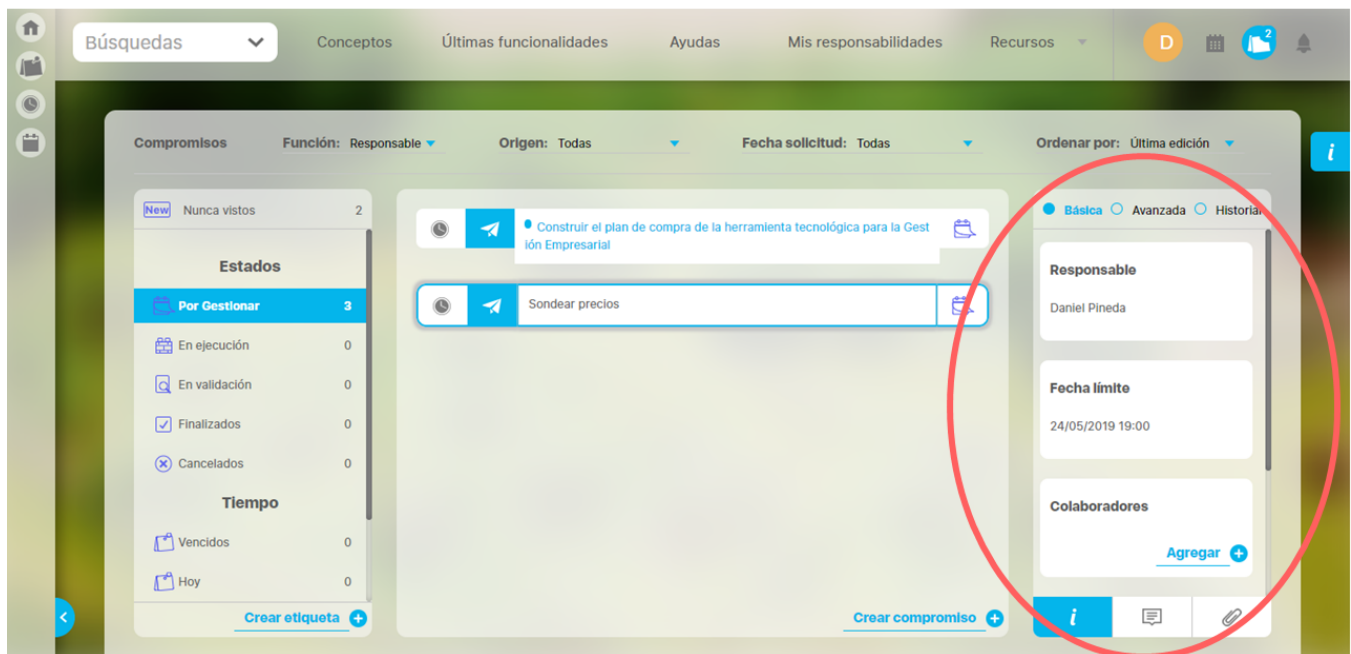 Búsquedas
Conceptos
Últimas funcionalidades
Ayudas
Mis responsabilidades
Recursos
D
2
Compromisos
Función: Responsable
Origen: Todas
Fecha solicitud: Todas
Ordenar por: Última edición
i
New Nunca vistos 2
Estados
Por Gestionar 3
En ejecución 0
En validación 0
Finalizados 0
Cancelados 0
Tiempo
Vencidos 0
Hoy 0
Crear etiqueta
Construir el plan de compra de la herramienta tecnológica para la Gest
ión Empresarial
Sondear precios
Crear compromiso
Básica Avanzada Historial
Responsable
Daniel Pineda
Fecha límite
24/05/2019 19:00
Colaboradores
Agregar
i